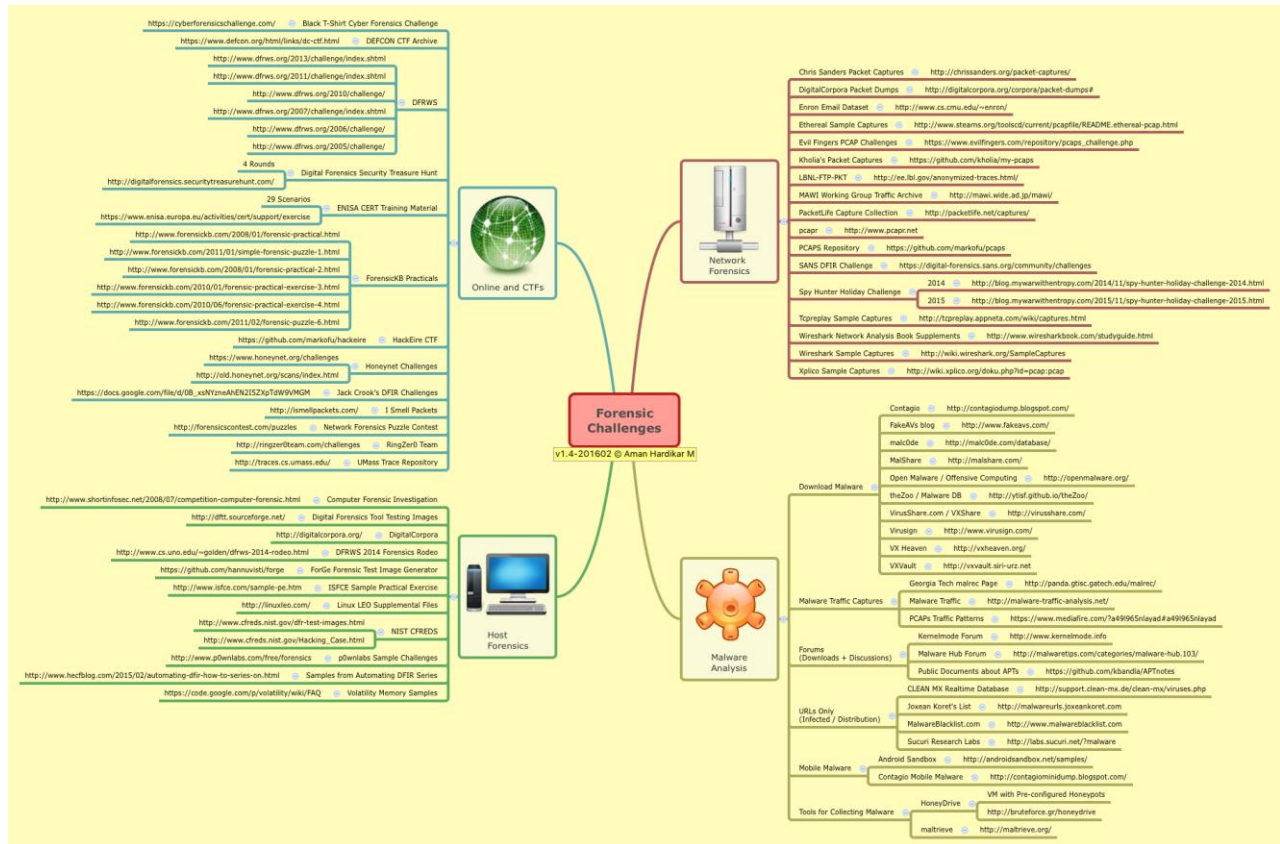 Forensic
Challenges
v1.4-201602 © Aman Hardikar M
Online and CTFs
https://cyberforensicschallenge.com/ Black T-Shirt Cyber Forensics Challenge
https://www.defcon.org/html/links/dc-ctf.html DEFCON CTF Archive
http://www.dfrws.org/2013/challenge/index.shtml
http://www.dfrws.org/2011/challenge/index.shtml
http://www.dfrws.org/2010/challenge/
DFRWS
http://www.dfrws.org/2007/challenge/index.shtml
http://www.dfrws.org/2006/challenge/
http://www.dfrws.org/2005/challenge/
4 Rounds
Digital Forensics Security Treasure Hunt
http://digitalforensics.securitytreasurehunt.com/
29 Scenarios
ENISA CERT Training Material
https://www.enisa.europa.eu/activities/cert/support/exercise
http://www.forensickb.com/2008/01/forensic-practical.html
http://www.forensickb.com/2011/01/simple-forensic-puzzle-1.html
http://www.forensickb.com/2008/01/forensic-practical-2.html
ForensicKB Practicals
http://www.forensickb.com/2010/01/forensic-practical-exercise-3.html
http://www.forensickb.com/2010/06/forensic-practical-exercise-4.html
http://www.forensickb.com/2011/02/forensic-puzzle-6.html
https://github.com/markofu/hackeire HackEire CTF
https://www.honeynet.org/challenges
Honeynet Challenges
http://old.honeynet.org/scans/index.html
https://docs.google.com/file/d/0B_xsNYzneAhEN2I5ZXpTdW9VMGM Jack Crook's DFIR Challenges
http://ismellpackets.com/ I Smell Packets
http://forensicscontest.com/puzzles Network Forensics Puzzle Contest
http://ringzer0team.com/challenges RingZer0 Team
http://traces.cs.umass.edu/ UMass Trace Repository
Host
Forensics
http://www.shortinfosec.net/2008/07/competition-computer-forensic.html Computer Forensic Investigation
http://dftt.sourceforge.net/ Digital Forensics Tool Testing Images
http://digitalcorpora.org/ DigitalCorpora
http://www.cs.uno.edu/~golden/dfrws-2014-rodeo.html DFRWS 2014 Forensics Rodeo
https://github.com/hannuvisti/forge ForGe Forensic Test Image Generator
http://www.isfce.com/sample-pe.htm ISFCE Sample Practical Exercise
http://linuxleo.com/ Linux LEO Supplemental Files
http://www.cfreds.nist.gov/dfr-test-images.html
NIST CFREDS
http://www.cfreds.nist.gov/Hacking_Case.html
http://www.p0wnlabs.com/free/forensics p0wnlabs Sample Challenges
http://www.hecfblog.com/2015/02/automating-dfir-how-to-series-on.html Samples from Automating DFIR Series
https://code.google.com/p/volatility/wiki/FAQ Volatility Memory Samples
Network
Forensics
Chris Sanders Packet Captures http://chrissanders.org/packet-captures/
DigitalCorpora Packet Dumps http://digitalcorpora.org/corpora/packet-dumps#
Enron Email Dataset http://www.cs.cmu.edu/~enron/
Ethereal Sample Captures http://www.stearns.org/toolscd/current/pcapfile/README.ethereal-pcap.html
Evil Fingers PCAP Challenges https://www.evilfingers.com/repository/pcaps_challenge.php
Kholia's Packet Captures https://github.com/kholia/my-pcaps
LBNL-FTP-PKT http://ee.lbl.gov/anonymized-traces.html/
MAWI Working Group Traffic Archive http://mawi.wide.ad.jp/mawi/
PacketLife Capture Collection http://packetlife.net/captures/
pcapr http://www.pcapr.net
PCAPS Repository https://github.com/markofu/pcaps
SANS DFIR Challenge https://digital-forensics.sans.org/community/challenges
Spy Hunter Holiday Challenge
2014 http://blog.mywarwithentropy.com/2014/11/spy-hunter-holiday-challenge-2014.html
2015 http://blog.mywarwithentropy.com/2015/11/spy-hunter-holiday-challenge-2015.html
Tcpreplay Sample Captures http://tcpreplay.appneta.com/wiki/captures.html
Wireshark Network Analysis Book Supplements http://www.wiresharkbook.com/studyguide.html
Wireshark Sample Captures http://wiki.wireshark.org/SampleCaptures
Xplico Sample Captures http://wiki.xplico.org/doku.php?id=pcap:pcap
Malware
Analysis
Download Malware
Contagio http://contagiodump.blogspot.com/
FakeAVs blog http://www.fakeavs.com/
malc0de http://malc0de.com/database/
MalShare http://malshare.com/
Open Malware / Offensive Computing http://openmalware.org/
theZoo / Malware DB http://ytisf.github.io/theZoo/
VirusShare.com / VXShare http://virusshare.com/
Virusign http://www.virusign.com/
VX Heaven http://vxheaven.org/
VXVault http://vxvault.siri-urz.net
Malware Traffic Captures
Georgia Tech malrec Page http://panda.gtisc.gatech.edu/malrec/
Malware Traffic http://malware-traffic-analysis.net/
PCAPs Traffic Patterns https://www.mediafire.com/?a49l965nlayad#a49l965nlayad
Forums
(Downloads + Discussions)
Kernelmode Forum http://www.kernelmode.info
Malware Hub Forum http://malwaretips.com/categories/malware-hub.103/
Public Documents about APTs https://github.com/kbandla/APTnotes
URLs Only
(Infected / Distribution)
CLEAN MX Realtime Database http://support.clean-mx.de/clean-mx/viruses.php
Joxean Koret's List http://malwareurls.joxeankoret.com
MalwareBlacklist.com http://www.malwareblacklist.com
Sucuri Research Labs http://labs.sucuri.net/?malware
Mobile Malware
Android Sandbox http://androidsandbox.net/samples/
Contagio Mobile Malware http://contagiominidump.blogspot.com/
Tools for Collecting Malware
HoneyDrive
VM with Pre-configured Honeypots
http://bruteforce.gr/honeydrive
maltrieve http://maltrieve.org/